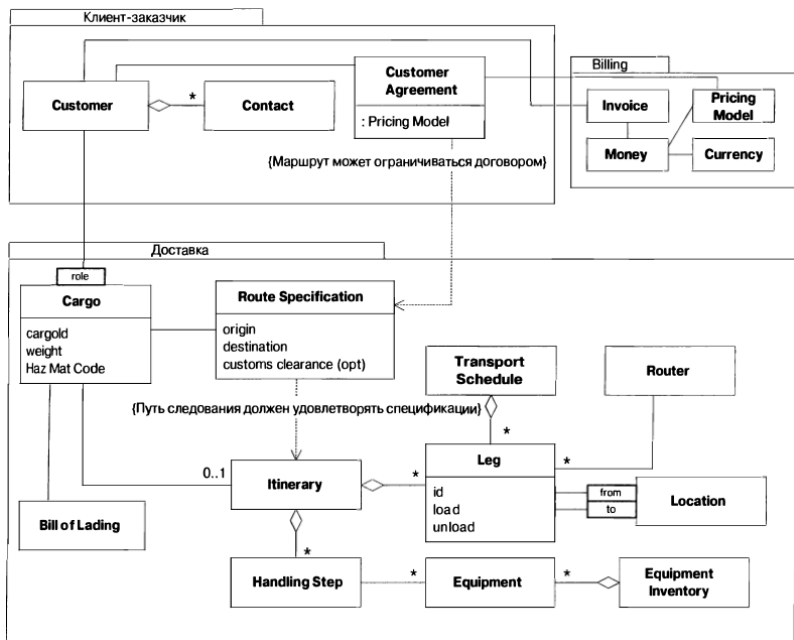 Клиент-заказчик
Customer
*
Contact
Customer
Agreement
: Pricing Model
Billing
Invoice
Pricing
Model
Money
Currency
{Маршрут может ограничиваться договором}
Доставка
role
Cargo
cargoId
weight
Haz Mat Code
Route Specification
origin
destination
customs clearance (opt)
Transport
Schedule
Router
{Путь следования должен удовлетворять спецификации}
*
Leg
*
id
load
unload
from
to
Location
0..1
Itinerary
*
Bill of Lading
*
Handling Step
*
Equipment
*
Equipment
Inventory